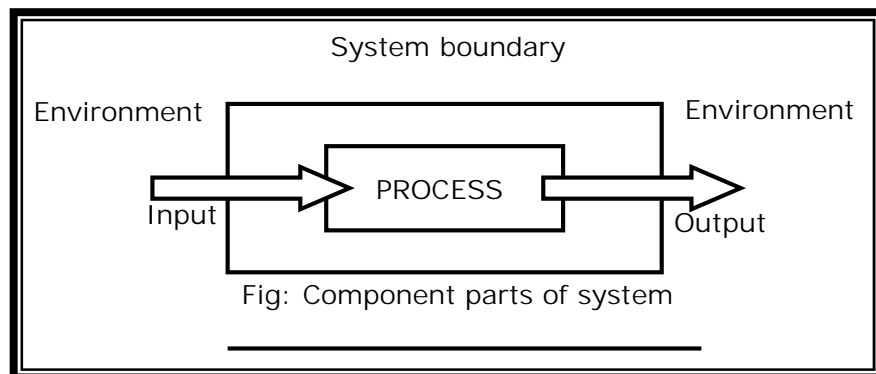 System boundary
Environment
Environment
PROCESS
Input
Output
Fig: Component parts of system